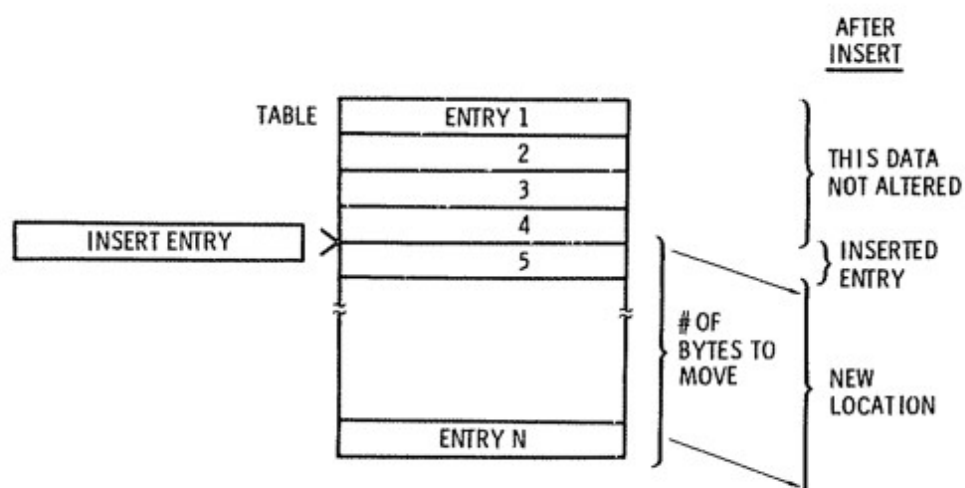 AFTER
INSERT
TABLE
ENTRY 1
2
3
4
5
INSERT ENTRY
THIS DATA
NOT ALTERED
INSERTED
ENTRY
# OF
BYTES TO
MOVE
NEW
LOCATION
ENTRY N